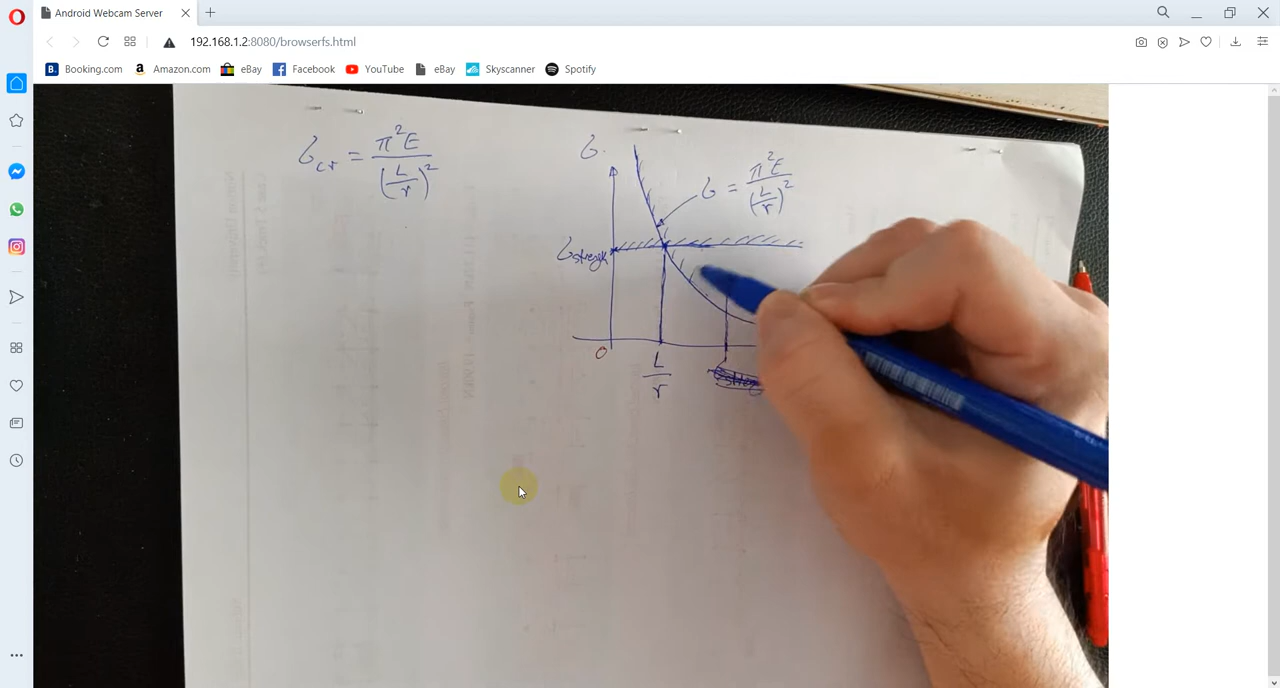 Android Webcam Server
192.168.1.2:8080/browserfs.html
Booking.com
Amazon.com
eBay
Facebook
YouTube
eBay
Skyscanner
Spotify
σcr = π²E / (L/r)²
σ
σ = π²E / (L/r)²
σstrength
0
L/r